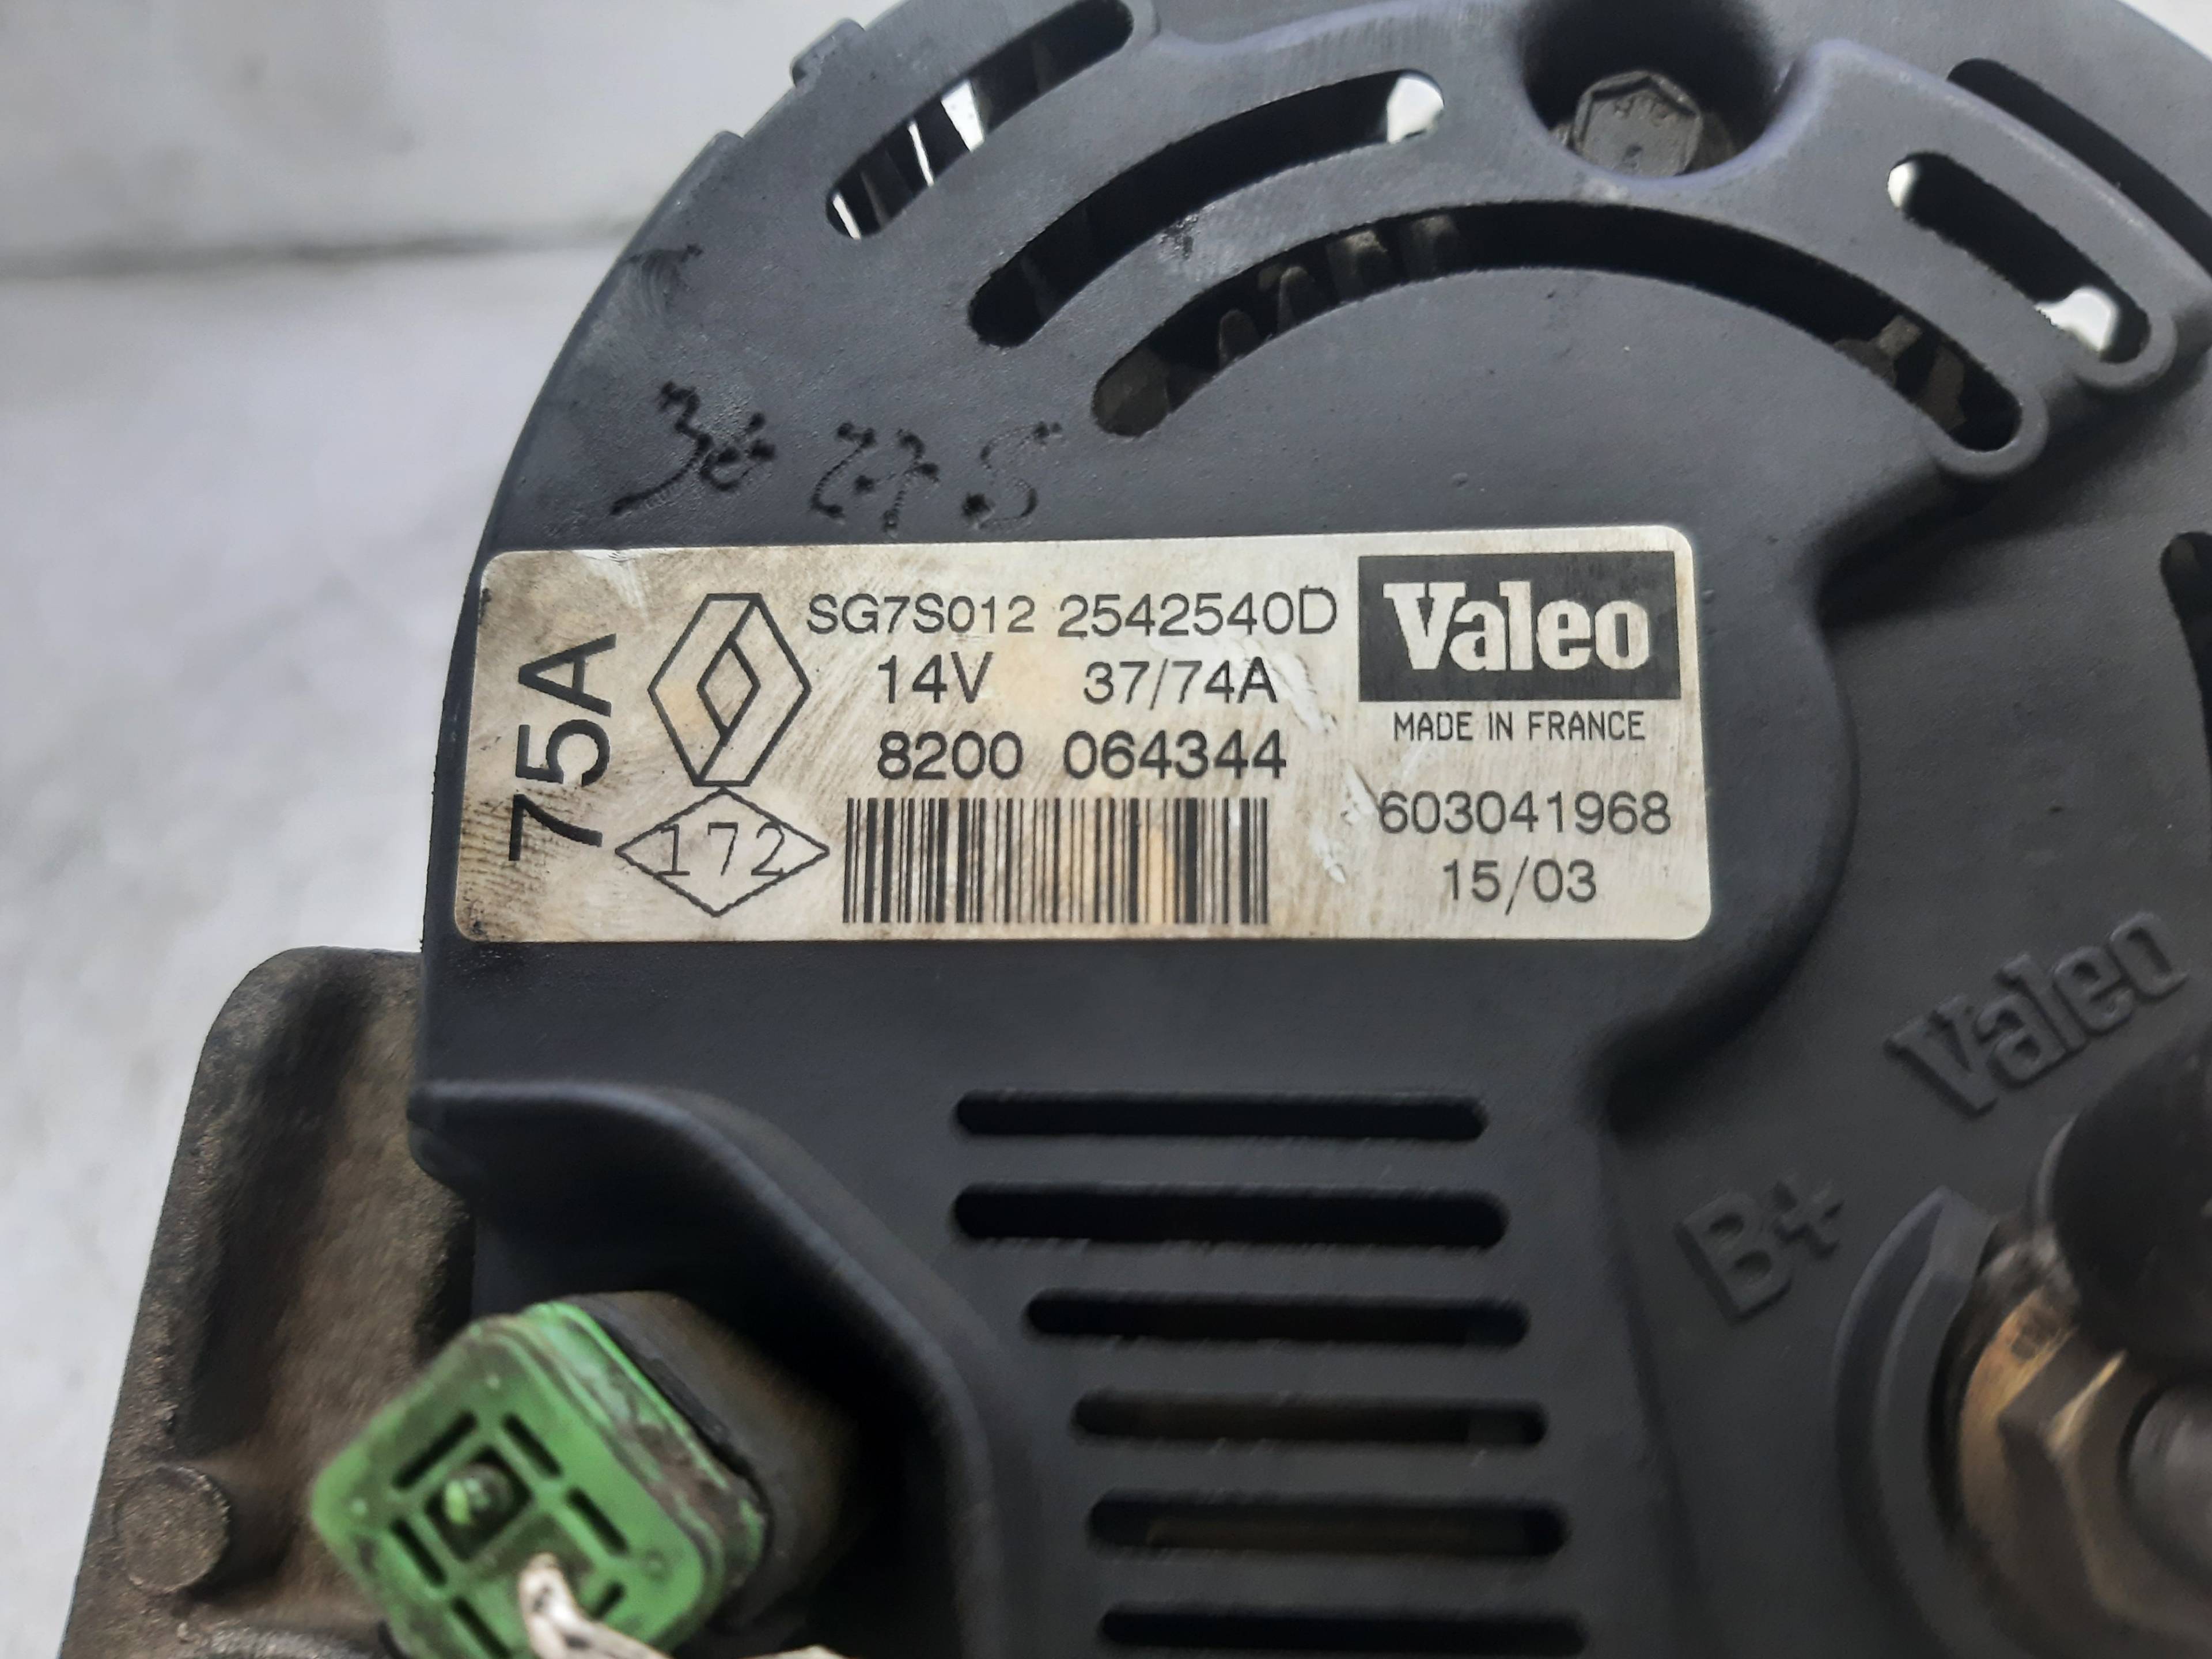 75A
SG7S012 2542540D
14V 37/74A
8200 064344
172
Valeo
MADE IN FRANCE
603041968
15/03
Valeo
B+